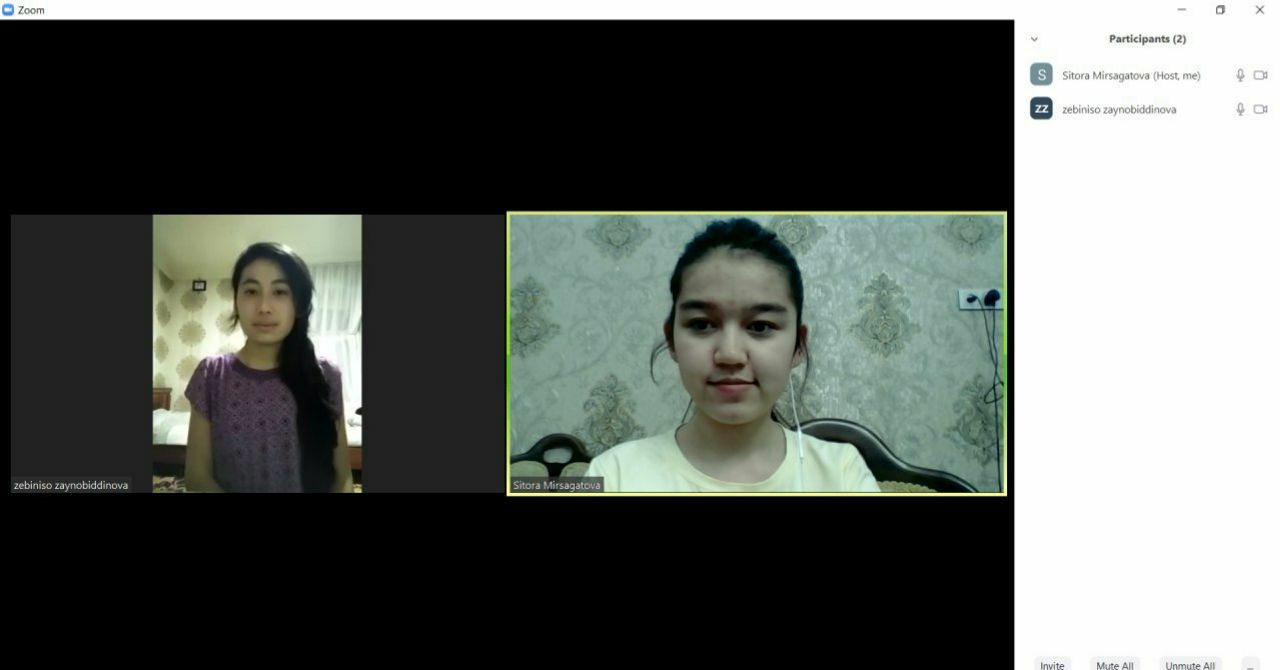 Zoom
Participants (2)
S
Sitora Mirsagatova (Host, me)
ZZ
zebiniso zaynobiddinova
zebiniso zaynobiddinova
Sitora Mirsagatova
Invite
Mute All
Unmute All
...